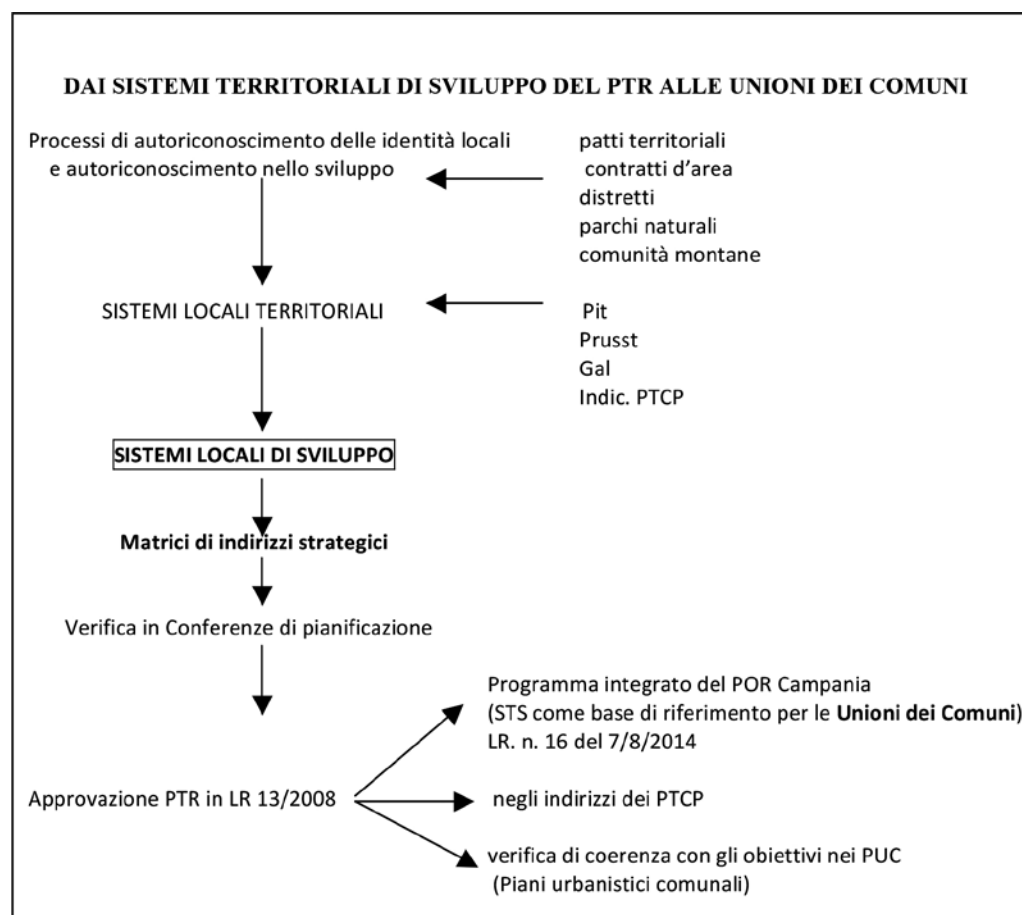 DAI SISTEMI TERRITORIALI DI SVILUPPO DEL PTR ALLE UNIONI DEI COMUNI
Processi di autoriconoscimento delle identità locali
e autoriconoscimento nello sviluppo
patti territoriali
contratti d’area
distretti
parchi naturali
comunità montane
SISTEMI LOCALI TERRITORIALI
Pit
Prusst
Gal
Indic. PTCP
SISTEMI LOCALI DI SVILUPPO
Matrici di indirizzi strategici
Verifica in Conferenze di pianificazione
Programma integrato del POR Campania
(STS come base di riferimento per le Unioni dei Comuni)
LR. n. 16 del 7/8/2014
Approvazione PTR in LR 13/2008
negli indirizzi dei PTCP
verifica di coerenza con gli obiettivi nei PUC
(Piani urbanistici comunali)